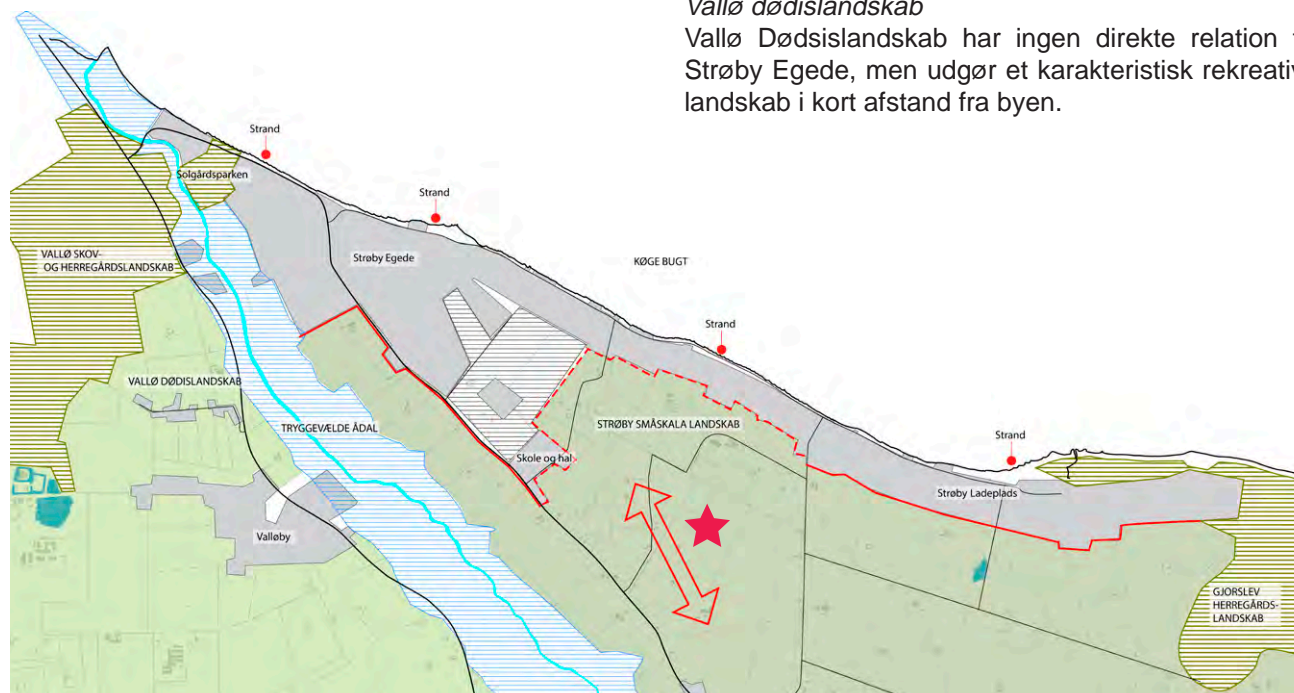 Vallø dødislandskab
Vallø Dødsislandskab har ingen direkte relation
Strøby Egede, men udgør et karakteristisk rekreativ
landskab i kort afstand fra byen.
Strand
Solgårdsparken
Strand
VALLØ SKOV-
OG HERREGÅRDSLANDSKAB
Strøby Egede
KØGE BUGT
Strand
VALLØ DØDISLANDSKAB
TRYGGEVÆLDE ÅDAL
STRØBY SMÅSKALA LANDSKAB
Strand
Skole og hal
Strøby Ladeplads
Valløby
GJORSLEV
HERREGÅRDS-
LANDSKAB